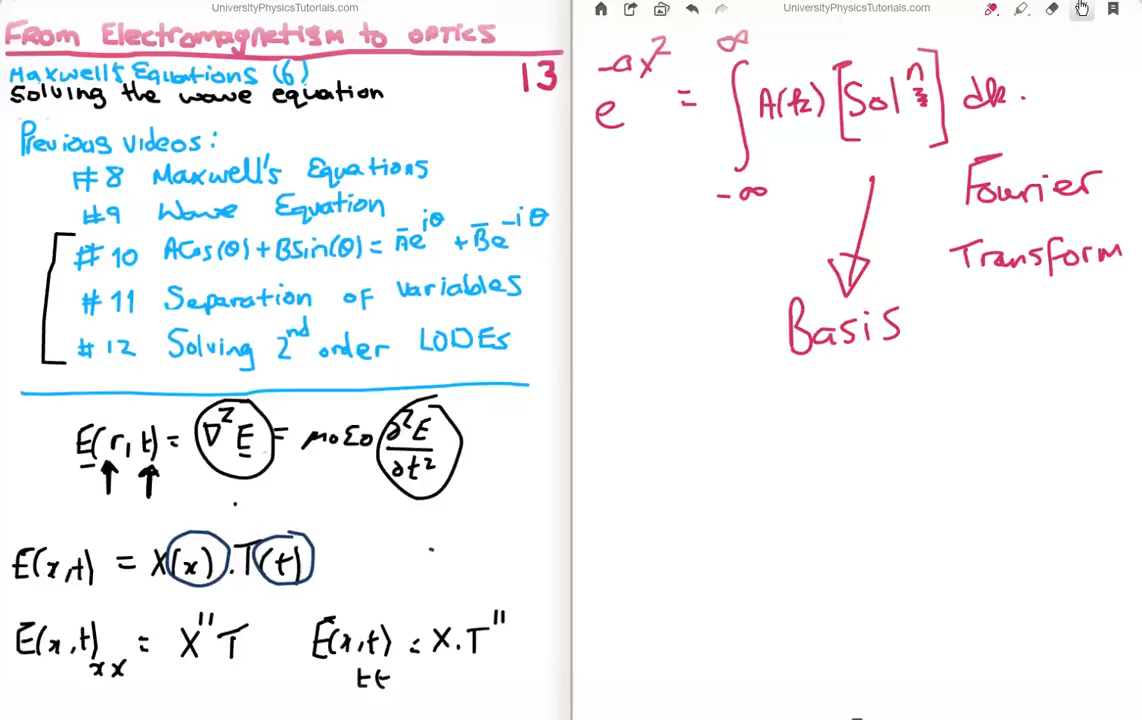 UniversityPhysicsTutorials.com
From Electromagnetism to optics
Maxwell's Equations (6)
Solving the wave equation
13
Previous videos:
#8 Maxwell's Equations
#9 Wave Equation
#10 ACos(θ) + BSin(θ) = A̅e^{iθ} + B̅e^{-iθ}
#11 Separation of variables
#12 Solving 2nd order LODEs
E(r,t) = ∇²E = μ0ε0 ∂²E/∂t²
E(x,t) = X(x).T(t)
E(x,t)xx = X''T E(x,t)tt = X.T''
UniversityPhysicsTutorials.com
e^{-ax²} = ∫_{-∞}^{∞} A(k) [Sol^n] dk.
Fourier
Transform
Basis